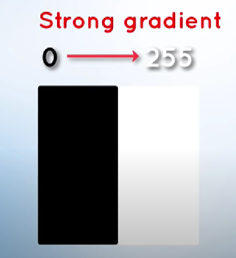 Strong gradient
0 → 255